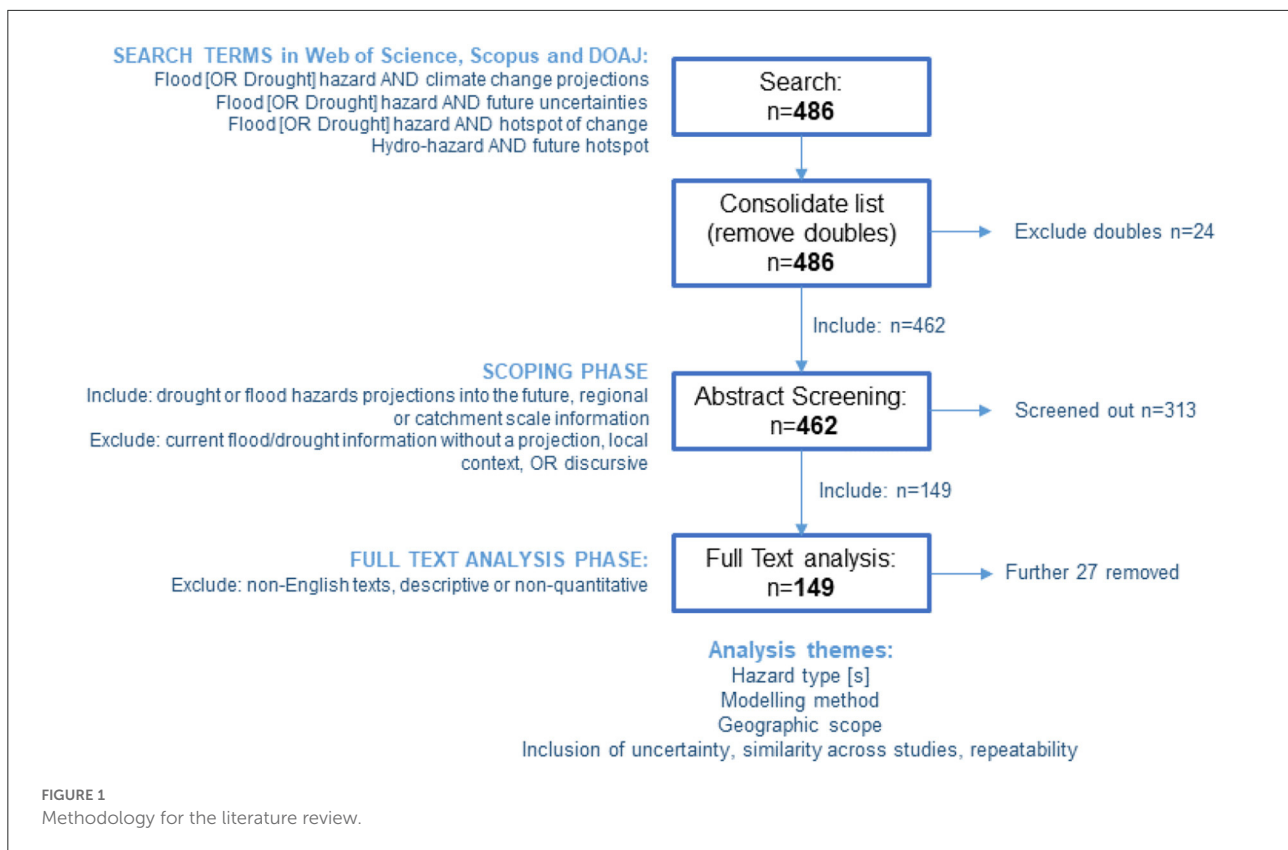 SEARCH TERMS in Web of Science, Scopus and DOAJ:
Flood [OR Drought] hazard AND climate change projections
Flood [OR Drought] hazard AND future uncertainties
Flood [OR Drought] hazard AND hotspot of change
Hydro-hazard AND future hotspot
Search:
n=486
Consolidate list
(remove doubles)
n=486
Exclude doubles n=24
Include: n=462
SCOPING PHASE
Include: drought or flood hazards projections into the future, regional
or catchment scale information
Exclude: current flood/drought information without a projection, local
context, OR discursive
Abstract Screening:
n=462
Screened out n=313
Include: n=149
FULL TEXT ANALYSIS PHASE:
Exclude: non-English texts, descriptive or non-quantitative
Full Text analysis:
n=149
Further 27 removed
Analysis themes:
Hazard type [s]
Modelling method
Geographic scope
Inclusion of uncertainty, similarity across studies, repeatability
FIGURE 1
Methodology for the literature review.